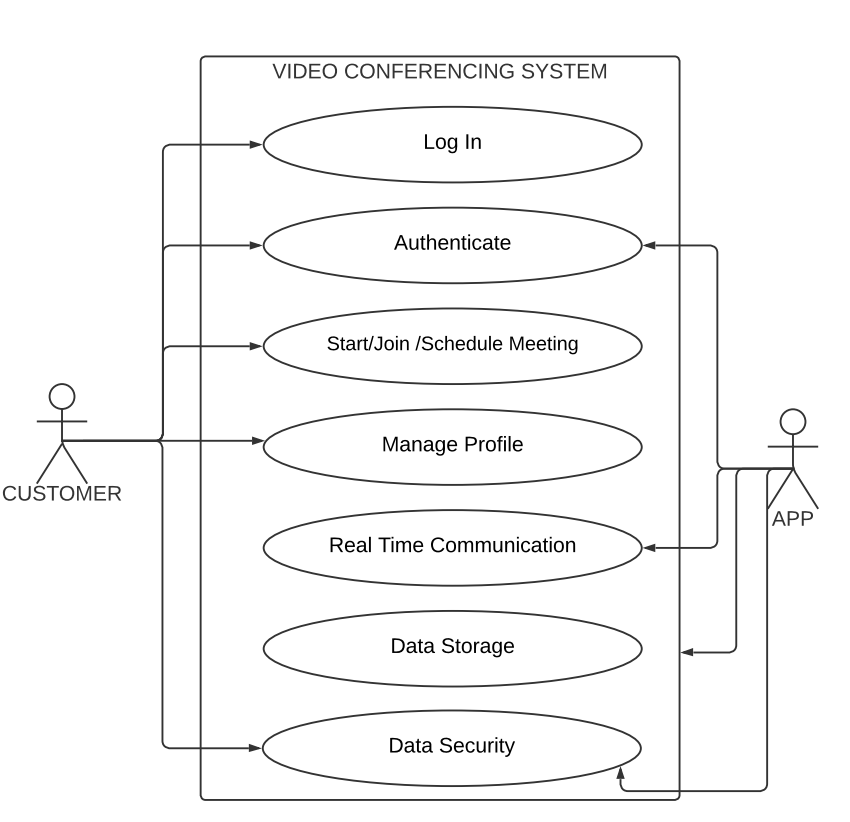 VIDEO CONFERENCING SYSTEM
Log In
Authenticate
Start/Join /Schedule Meeting
Manage Profile
CUSTOMER
APP
Real Time Communication
Data Storage
Data Security